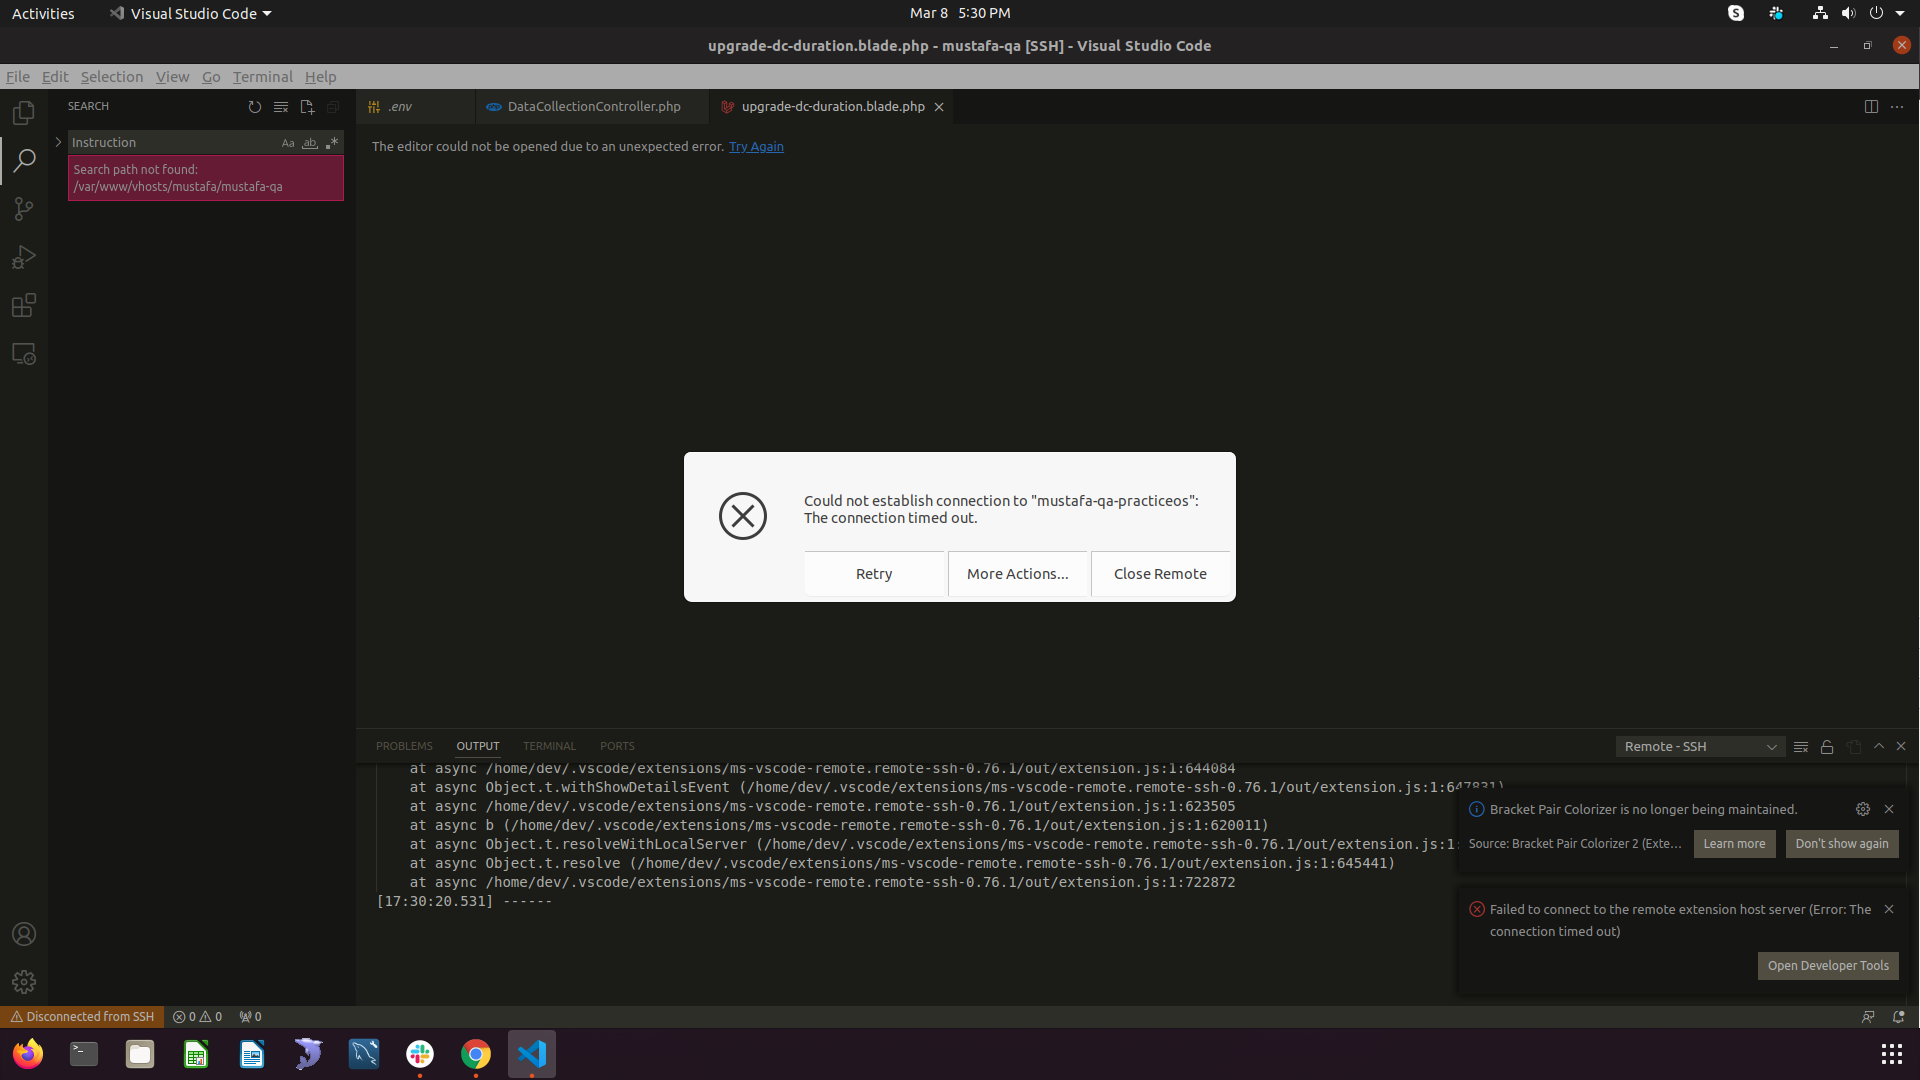 Activities
Visual Studio Code
Mar 8 5:30 PM
upgrade-dc-duration.blade.php - mustafa-qa [SSH] - Visual Studio Code
File Edit Selection View Go Terminal Help
SEARCH
.env
DataCollectionController.php
upgrade-dc-duration.blade.php
Instruction
Aa ab .*
Search path not found:
/var/www/vhosts/mustafa/mustafa-qa
The editor could not be opened due to an unexpected error. Try Again
Could not establish connection to "mustafa-qa-practiceos":
The connection timed out.
Retry
More Actions...
Close Remote
PROBLEMS OUTPUT TERMINAL PORTS
Remote - SSH
at async /home/dev/.vscode/extensions/ms-vscode-remote.remote-ssh-0.76.1/out/extension.js:1:644084
at async Object.t.withShowDetailsEvent (/home/dev/.vscode/extensions/ms-vscode-remote.remote-ssh-0.76.1/out/extension.js:1:647831)
at async /home/dev/.vscode/extensions/ms-vscode-remote.remote-ssh-0.76.1/out/extension.js:1:623505
at async b (/home/dev/.vscode/extensions/ms-vscode-remote.remote-ssh-0.76.1/out/extension.js:1:620011)
at async Object.t.resolveWithLocalServer (/home/dev/.vscode/extensions/ms-vscode-remote.remote-ssh-0.76.1/out/extension.js:1:
at async Object.t.resolve (/home/dev/.vscode/extensions/ms-vscode-remote.remote-ssh-0.76.1/out/extension.js:1:645441)
at async /home/dev/.vscode/extensions/ms-vscode-remote.remote-ssh-0.76.1/out/extension.js:1:722872
[17:30:20.531] ------
Bracket Pair Colorizer is no longer being maintained.
Source: Bracket Pair Colorizer 2 (Exte...
Learn more
Don't show again
Failed to connect to the remote extension host server (Error: The
connection timed out)
Open Developer Tools
Disconnected from SSH
0 0
0